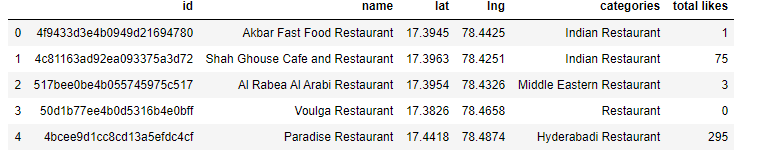 id name lat lng categories total likes
0 4f9433d3e4b0949d21694780 Akbar Fast Food Restaurant 17.3945 78.4425 Indian Restaurant 1
1 4c81163ad92ea093375a3d72 Shah Ghouse Cafe and Restaurant 17.3963 78.4251 Indian Restaurant 75
2 517bee0be4b055745975c517 Al Rabea Al Arabi Restaurant 17.3954 78.4326 Middle Eastern Restaurant 3
3 50d1b77ee4b0d5316b4e0bff Voulga Restaurant 17.3826 78.4658 Restaurant 0
4 4bcee9d1cc8cd13a5efdc4cf Paradise Restaurant 17.4418 78.4874 Hyderabadi Restaurant 295